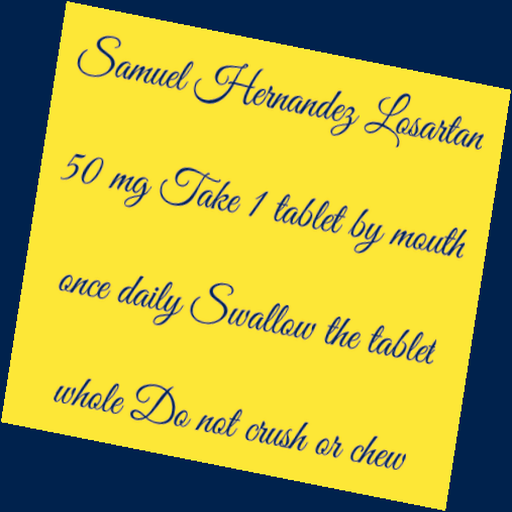 Samuel Hernandez Losartan
50 mg Take 1 tablet by mouth
once daily Swallow the tablet
whole Do not crush or chew